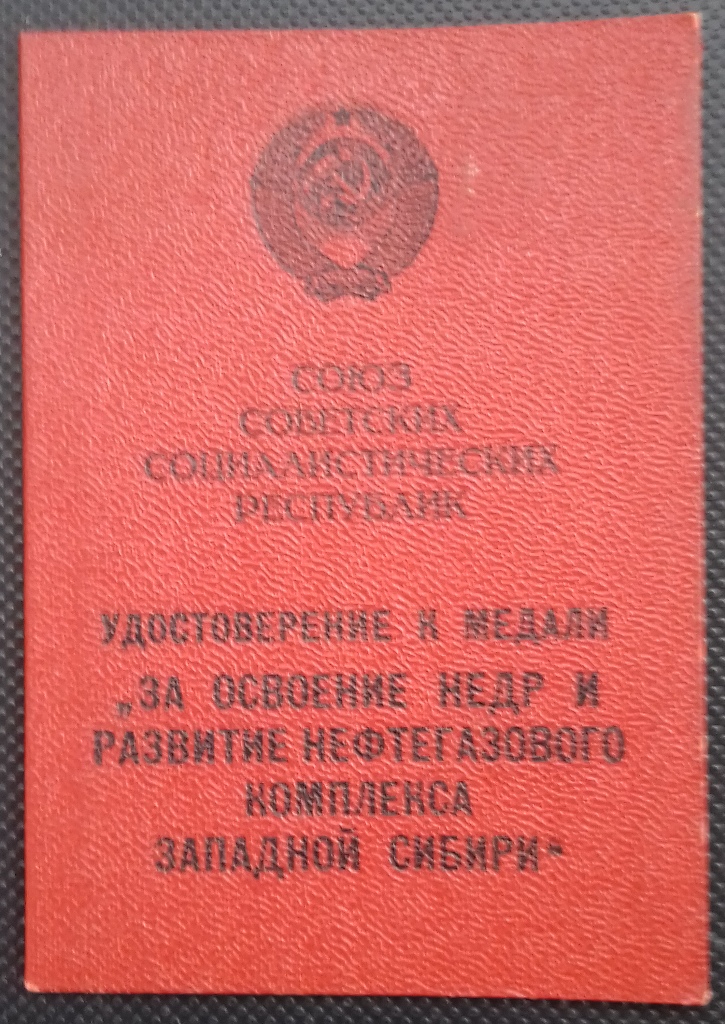 СОЮЗ
СОВЕТСКИХ
СОЦИАЛИСТИЧЕСКИХ
РЕСПУБЛИК
УДОСТОВЕРЕНИЕ К МЕДАЛИ
„ЗА ОСВОЕНИЕ НЕДР И
РАЗВИТИЕ НЕФТЕГАЗОВОГО
КОМПЛЕКСА
ЗАПАДНОЙ СИБИРИ"